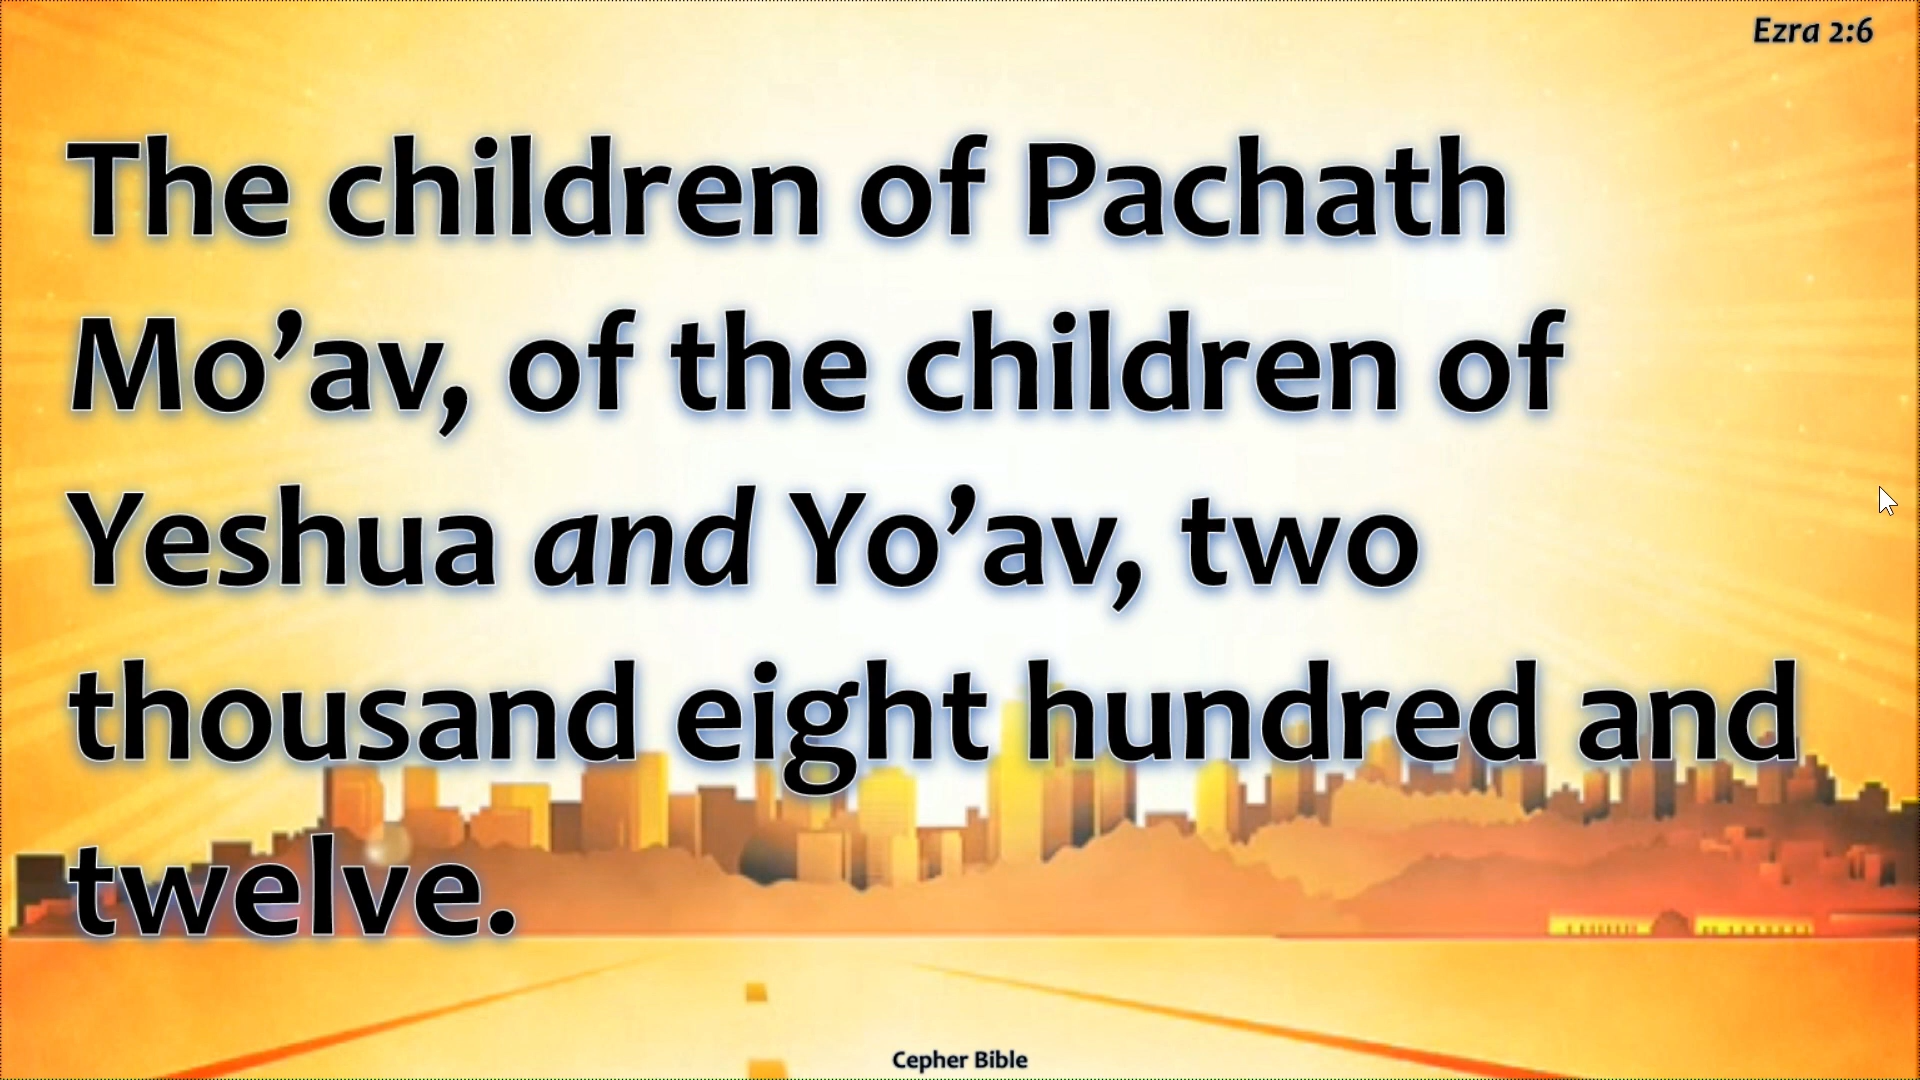 Ezra 2:6
The children of Pachath
Mo’av, of the children of
Yeshua and Yo’av, two
thousand eight hundred and
twelve.
Cepher Bible